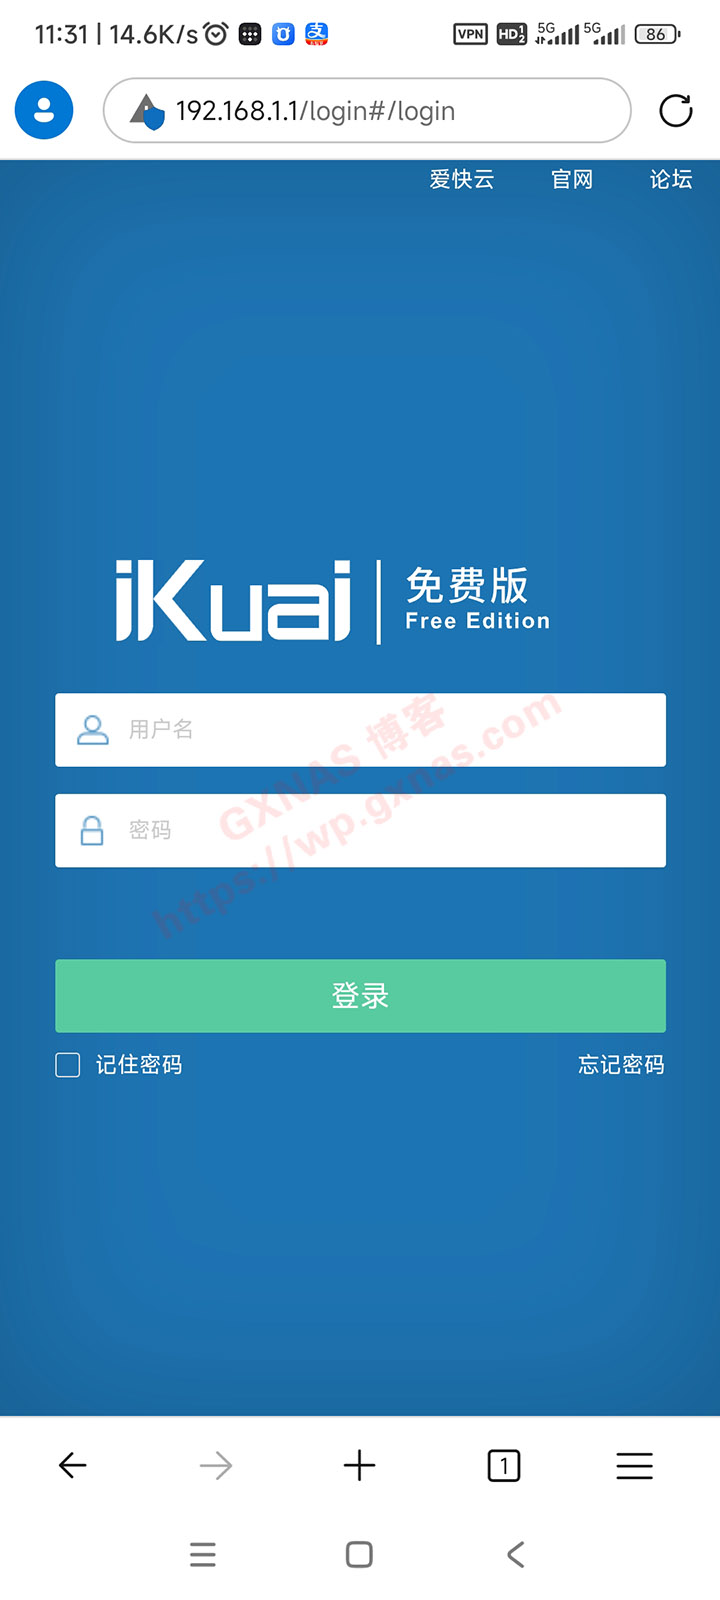 11:31 | 14.6K/s
VPN HD 1 2 5G 5G 86
192.168.1.1/login#/login
爱快云 官网 论坛
iKuai 免费版
Free Edition
用户名
密码
GXNAS 博客
https://wp.gxnas.com
登录
记住密码 忘记密码
1